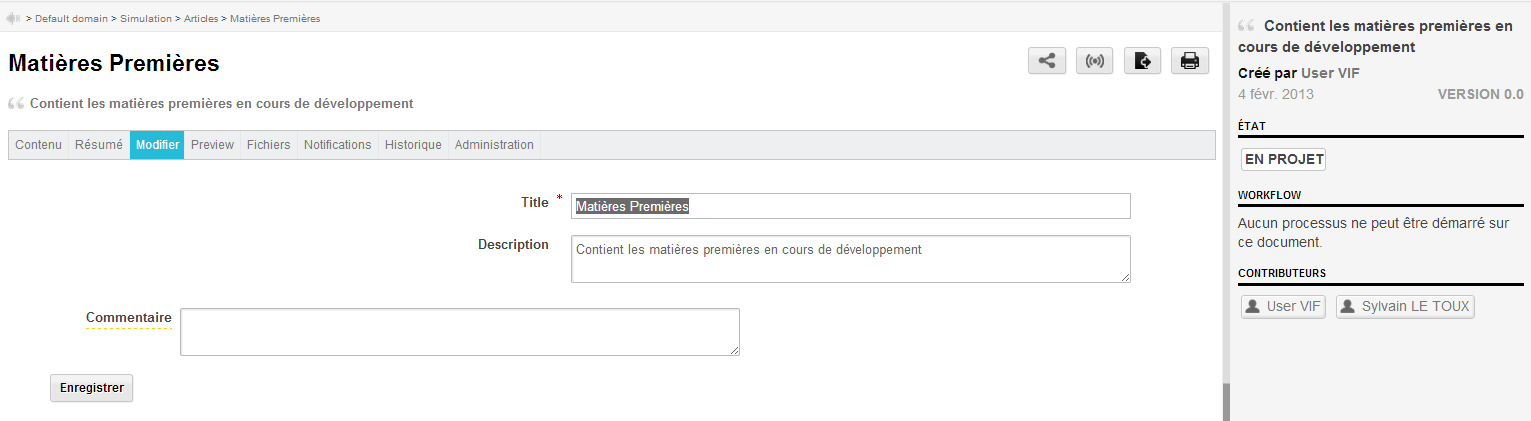 > Default domain > Simulation > Articles > Matières Premières
Matières Premières
Contient les matières premières en cours de développement
Contenu Résumé Modifier Preview Fichiers Notifications Historique Administration
Title * Matières Premières
Description Contient les matières premières en cours de développement
Commentaire
Enregistrer
Contient les matières premières en
cours de développement
Créé par User VIF
4 févr. 2013 VERSION 0.0
ÉTAT
EN PROJET
WORKFLOW
Aucun processus ne peut être démarré sur
ce document.
CONTRIBUTEURS
User VIF Sylvain LE TOUX